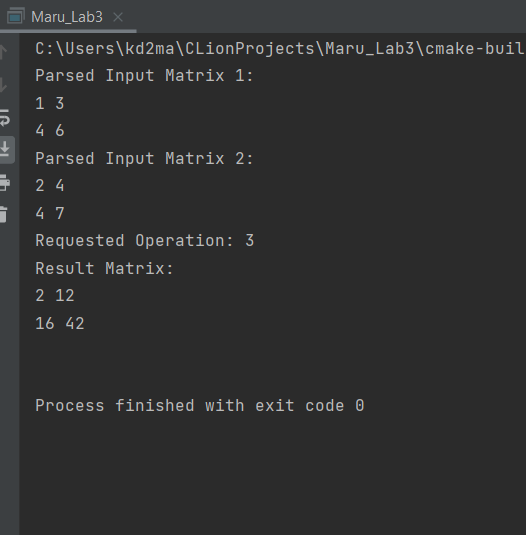 Maru_Lab3
C:\Users\kd2ma\CLionProjects\Maru_Lab3\cmake-buil
Parsed Input Matrix 1:
1 3
4 6
Parsed Input Matrix 2:
2 4
4 7
Requested Operation: 3
Result Matrix:
2 12
16 42
Process finished with exit code 0